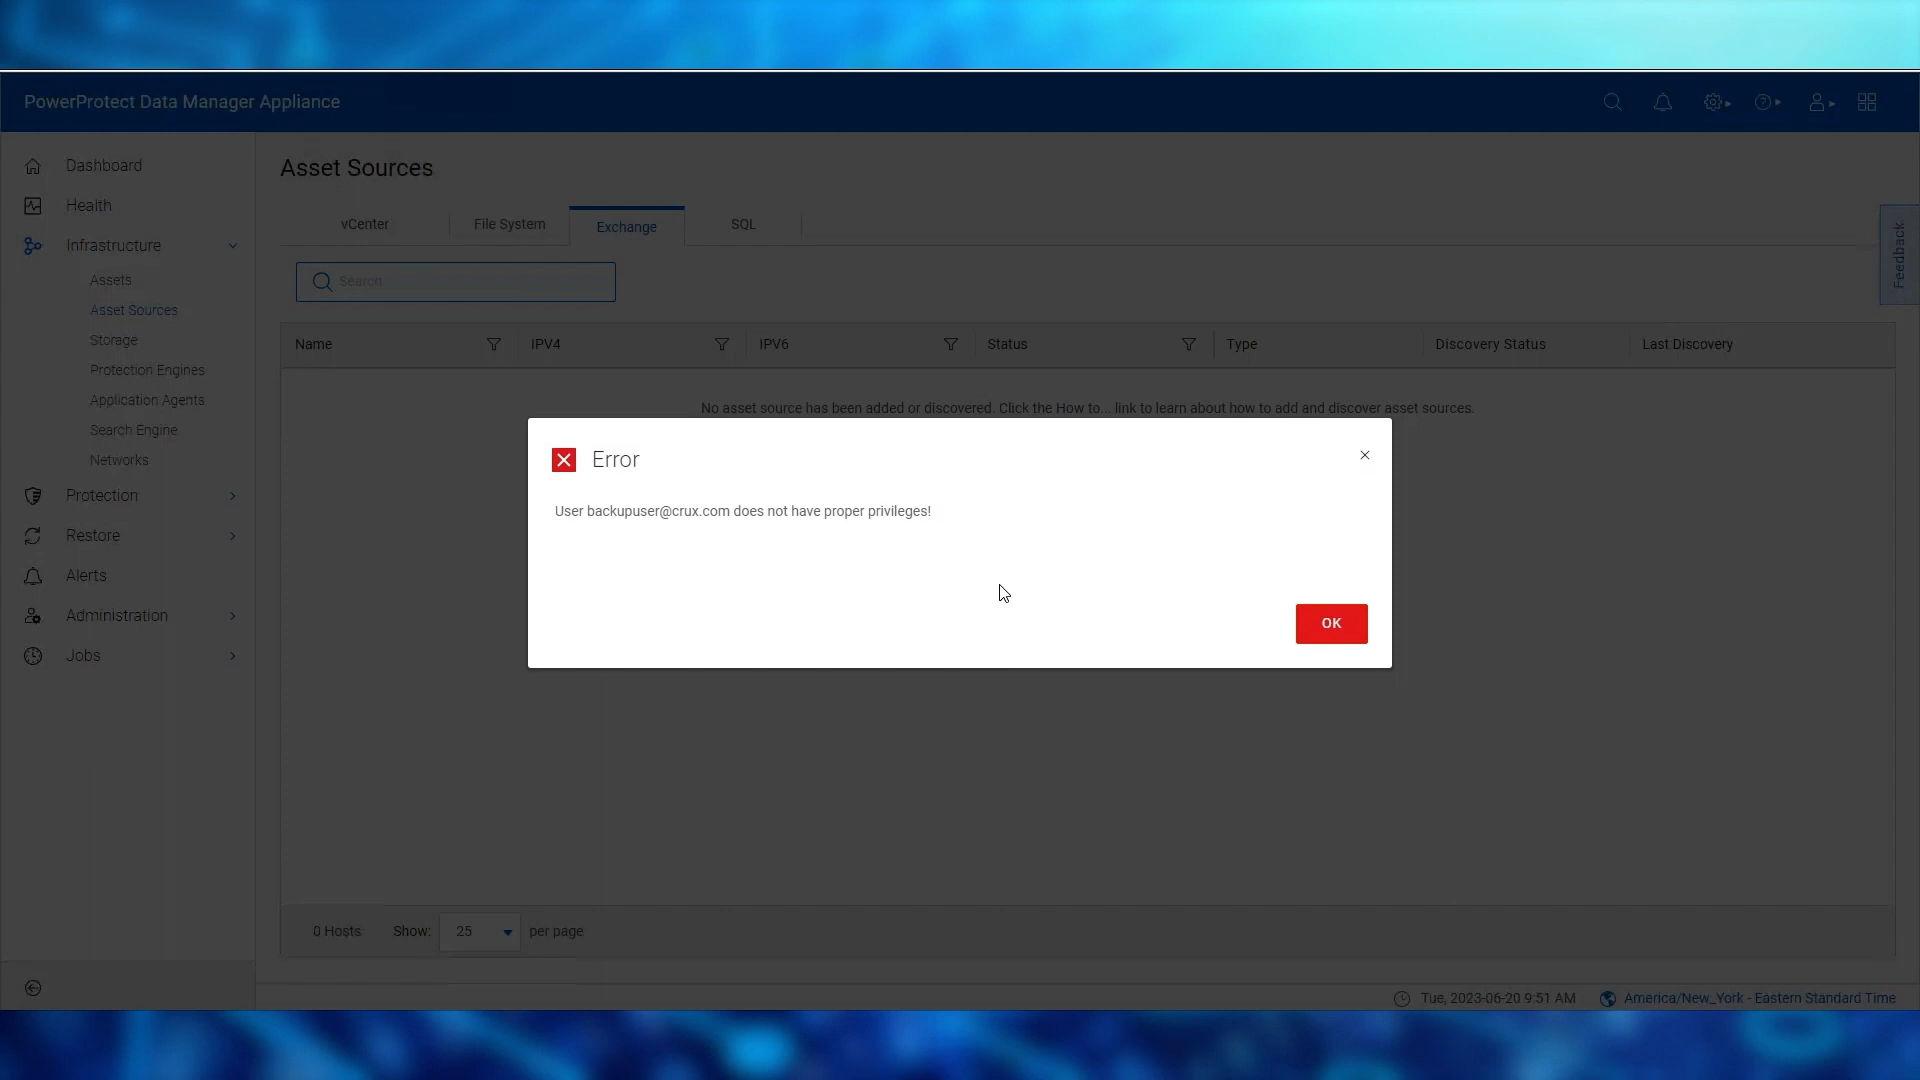 PowerProtect Data Manager Appliance
Dashboard
Health
Infrastructure
Assets
Asset Sources
Storage
Protection Engines
Application Agents
Search Engine
Networks
Protection
Restore
Alerts
Administration
Jobs
Asset Sources
vCenter File System Exchange SQL
Search
Name IPV4 IPV6 Status Type Discovery Status Last Discovery
No asset source has been added or discovered. Click the How to... link to learn about how to add and discover asset sources.
Error
User backupuser@crux.com does not have proper privileges!
OK
0 Hosts Show: 25 per page
Feedback
Tue, 2023-06-20 9:51 AM America/New_York - Eastern Standard Time